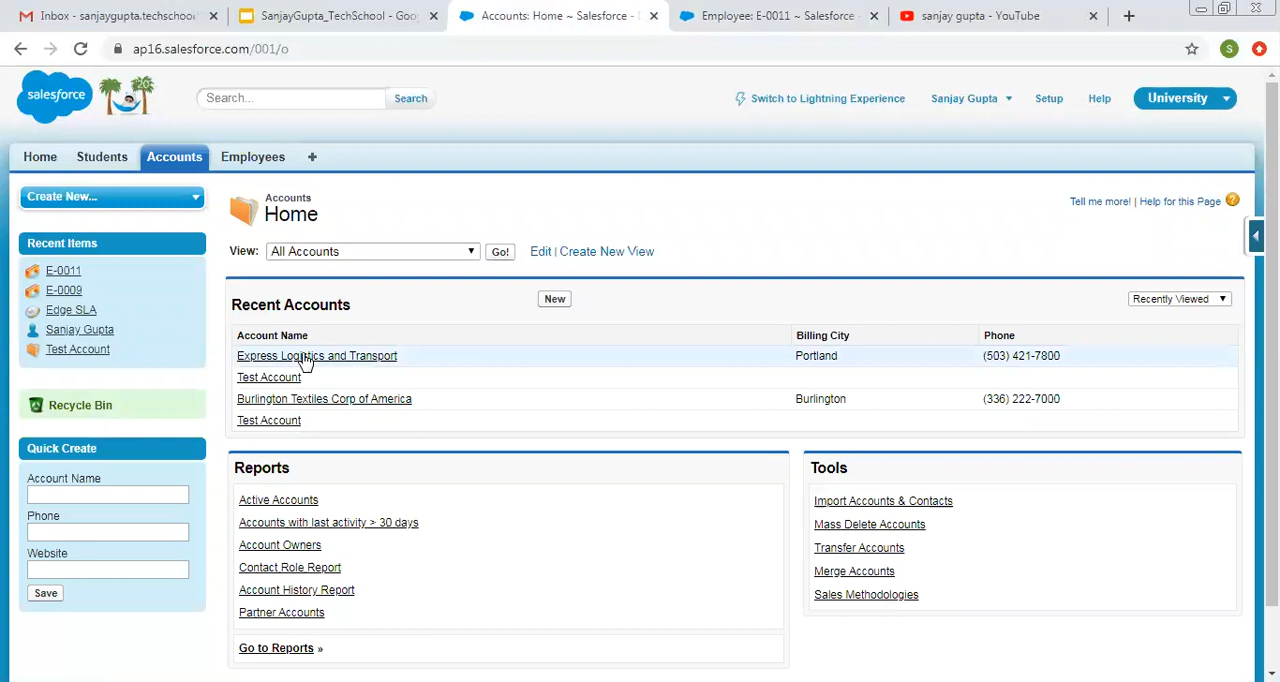 Inbox - sanjaygupta.techschool
SanjayGupta_TechSchool - Goo
Accounts: Home ~ Salesforce - D
Employee: E-0011 ~ Salesforce -
sanjay gupta - YouTube
ap16.salesforce.com/001/o
S
salesforce
20
Search...
Search
Switch to Lightning Experience
Sanjay Gupta
Setup
Help
University
Home
Students
Accounts
Employees
+
Create New...
Accounts
Home
Tell me more! | Help for this Page
View: All Accounts Go! Edit | Create New View
Recent Items
E-0011
E-0009
Edge SLA
Sanjay Gupta
Test Account
Recycle Bin
Quick Create
Account Name
Phone
Website
Save
Recent Accounts
New
Recently Viewed
Account Name Billing City Phone
Express Logistics and Transport Portland (503) 421-7800
Test Account
Burlington Textiles Corp of America Burlington (336) 222-7000
Test Account
Reports
Active Accounts
Accounts with last activity > 30 days
Account Owners
Contact Role Report
Account History Report
Partner Accounts
Go to Reports »
Tools
Import Accounts & Contacts
Mass Delete Accounts
Transfer Accounts
Merge Accounts
Sales Methodologies